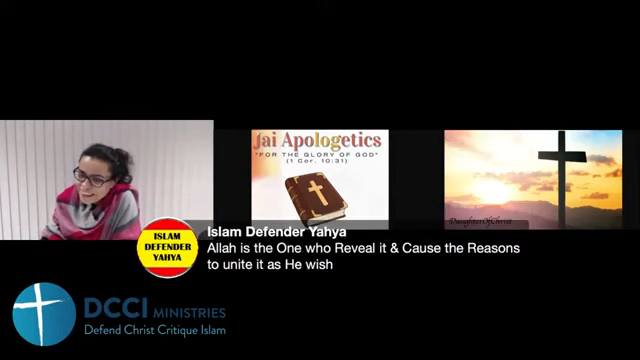 Jai Apologetics
"FOR THE GLORY OF GOD"
(1 Cor. 10:31)
DaughterOfChrist
Islam Defender Yahya
ISLAM
DEFENDER
YAHYA
Allah is the One who Reveal it & Cause the Reasons
to unite it as He wish
DCCI MINISTRIES
Defend Christ Critique Islam